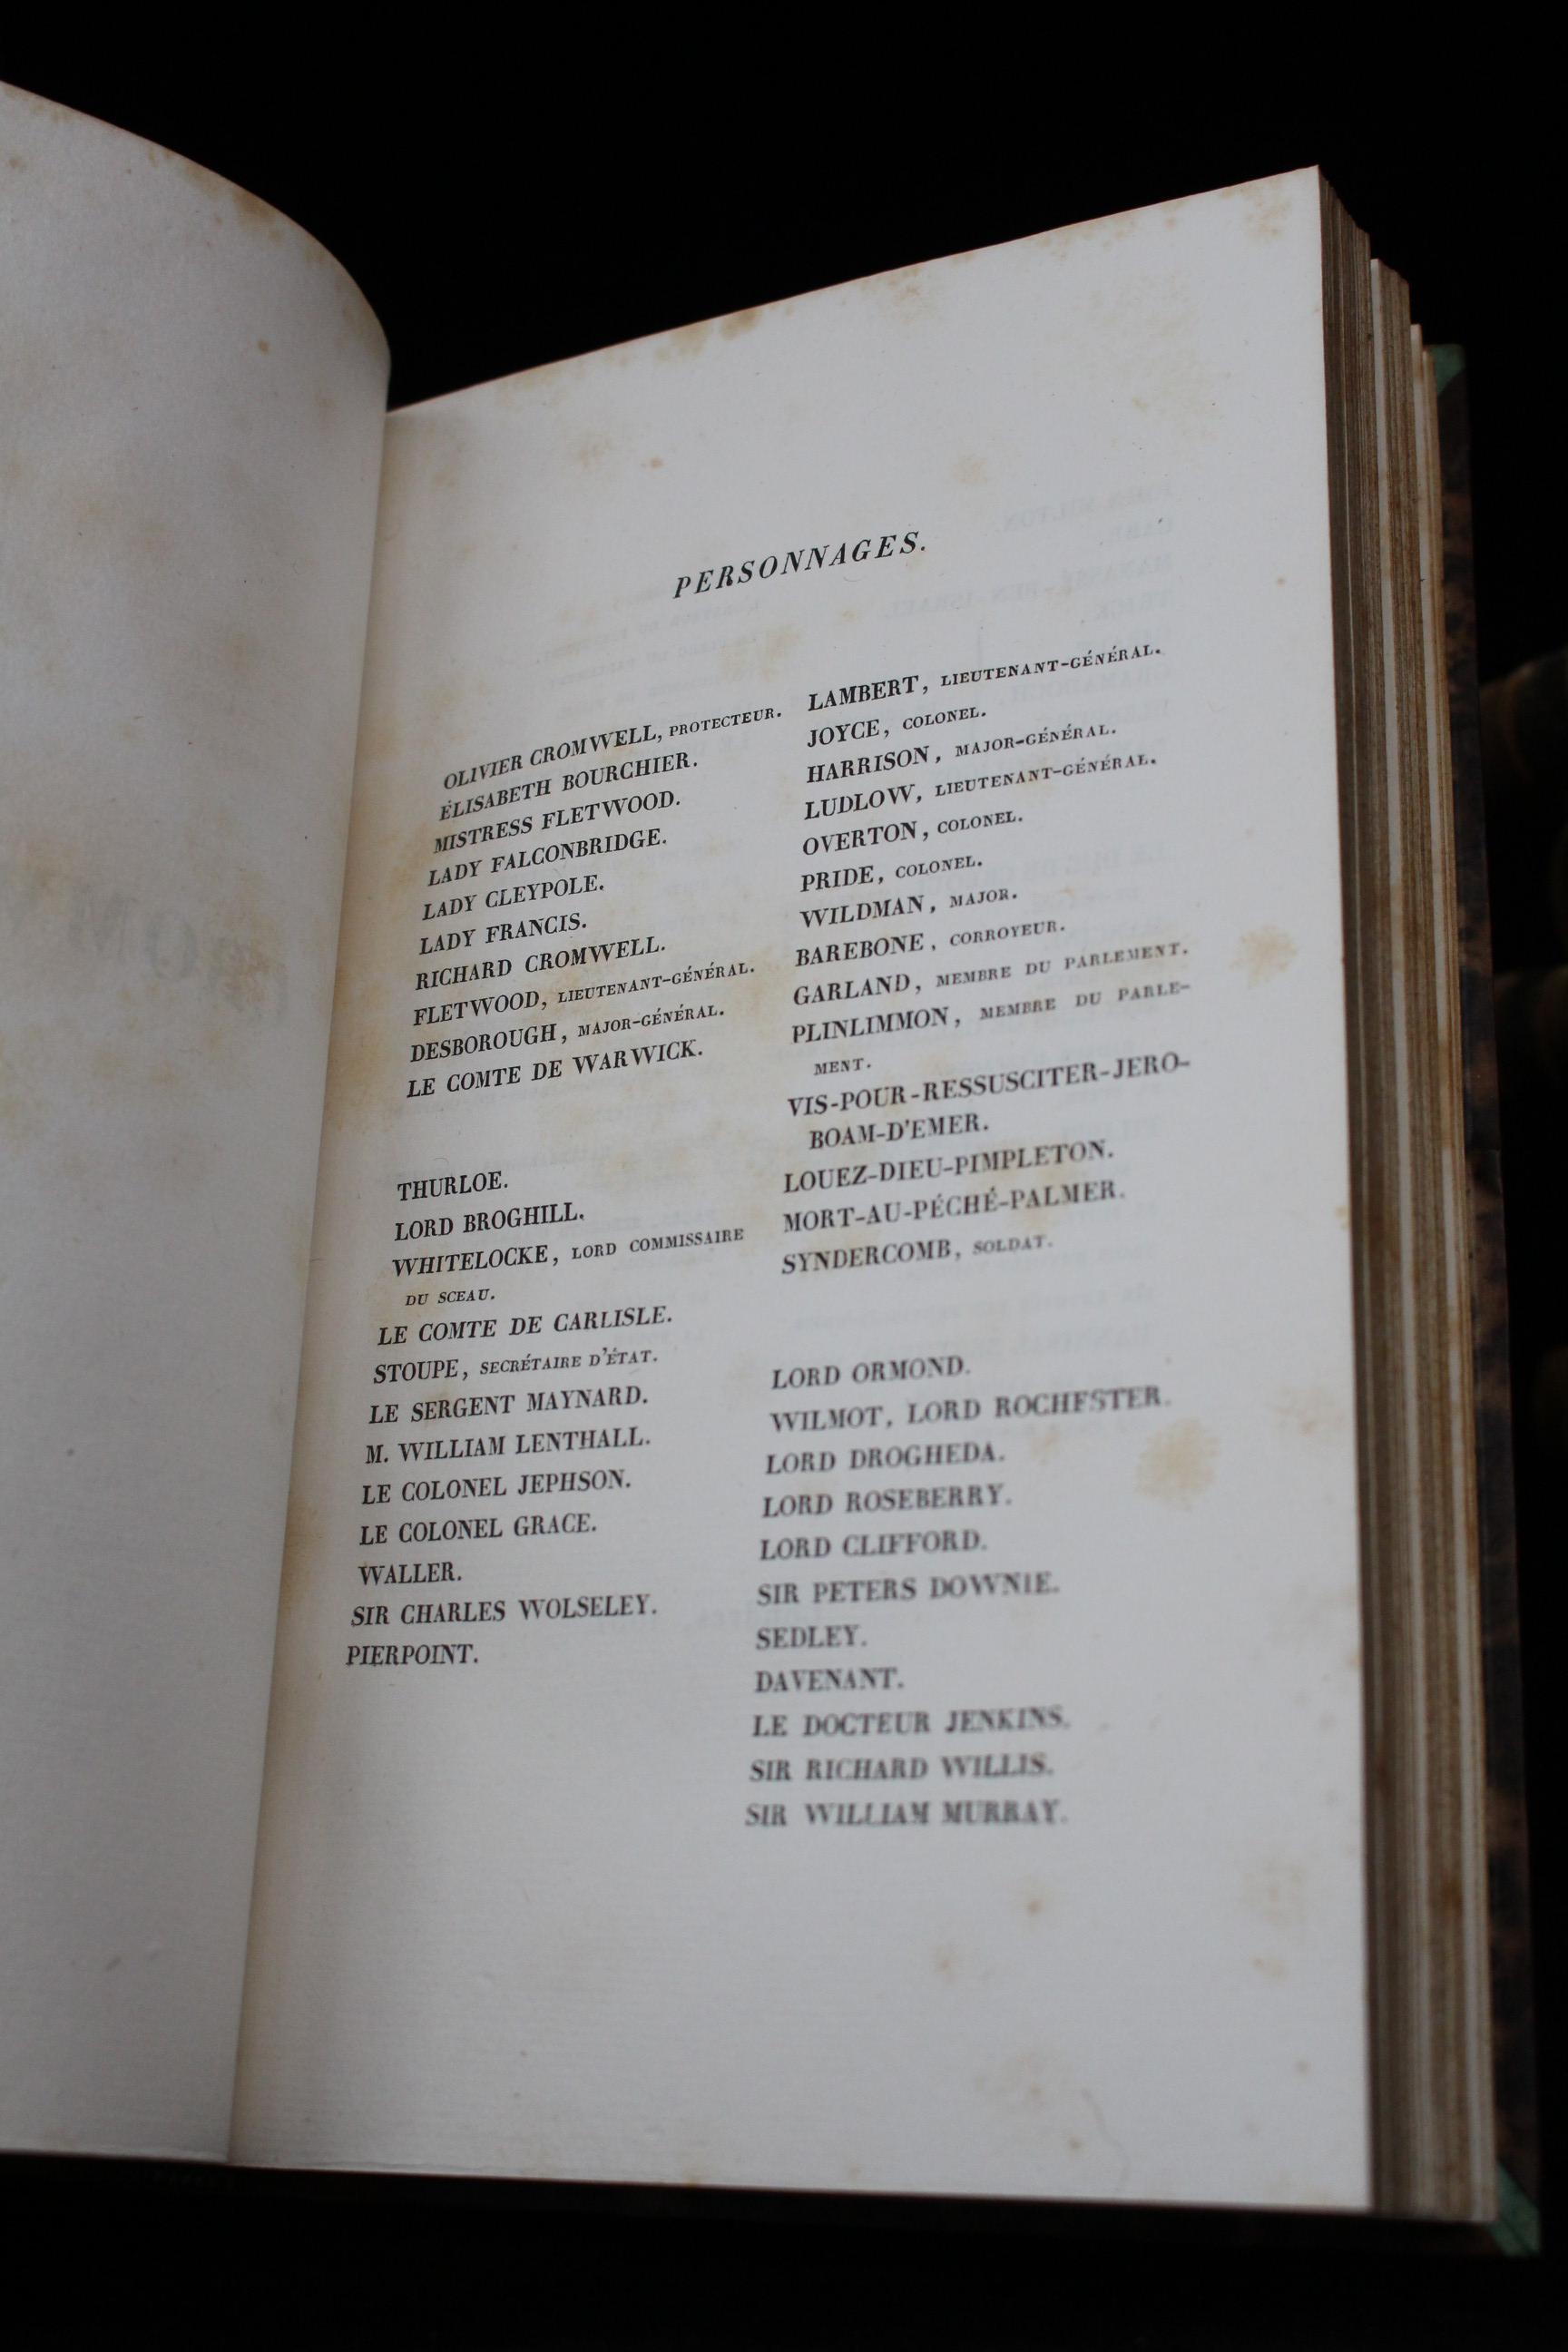 PERSONNAGES.
OLIVIER CROMWELL, PROTECTEUR.
ÉLISABETH BOURCHIER.
MISTRESS FLETWOOD.
LADY FALCONBRIDGE.
LADY CLEYPOLE.
LADY FRANCIS.
RICHARD CROMWELL.
FLETWOOD, LIEUTENANT-GÉNÉRAL.
DESBOROUGH, MAJOR-GÉNÉRAL.
LE COMTE DE WARWICK.
THURLOE.
LORD BROGHILL.
WHITELOCKE, LORD COMMISSAIRE
DU SCEAU.
LE COMTE DE CARLISLE.
STOUPE, SECRÉTAIRE D'ÉTAT.
LE SERGENT MAYNARD.
M. WILLIAM LENTHALL.
LE COLONEL JEPHSON.
LE COLONEL GRACE.
WALLER.
SIR CHARLES WOLSELEY.
PIERPOINT.
LAMBERT, LIEUTENANT-GÉNÉRAL.
JOYCE, COLONEL.
HARRISON, MAJOR-GÉNÉRAL.
LUDLOW, LIEUTENANT-GÉNÉRAL.
OVERTON, COLONEL.
PRIDE, COLONEL.
WILDMAN, MAJOR.
BAREBONE, CORROYEUR.
GARLAND, MEMBRE DU PARLEMENT.
PLINLIMMON, MEMBRE DU PARLE-
MENT.
VIS-POUR-RESSUSCITER-JERO-
BOAM-D'EMER.
LOUEZ-DIEU-PIMPLETON.
MORT-AU-PÉCHÉ-PALMER.
SYNDERCOMB, SOLDAT.
LORD ORMOND.
WILMOT, LORD ROCHESTER.
LORD DROGHEDA.
LORD ROSEBERRY.
LORD CLIFFORD.
SIR PETERS DOWNIE.
SEDLEY.
DAVENANT.
LE DOCTEUR JENKINS.
SIR RICHARD WILLIS.
SIR WILLIAM MURRAY.